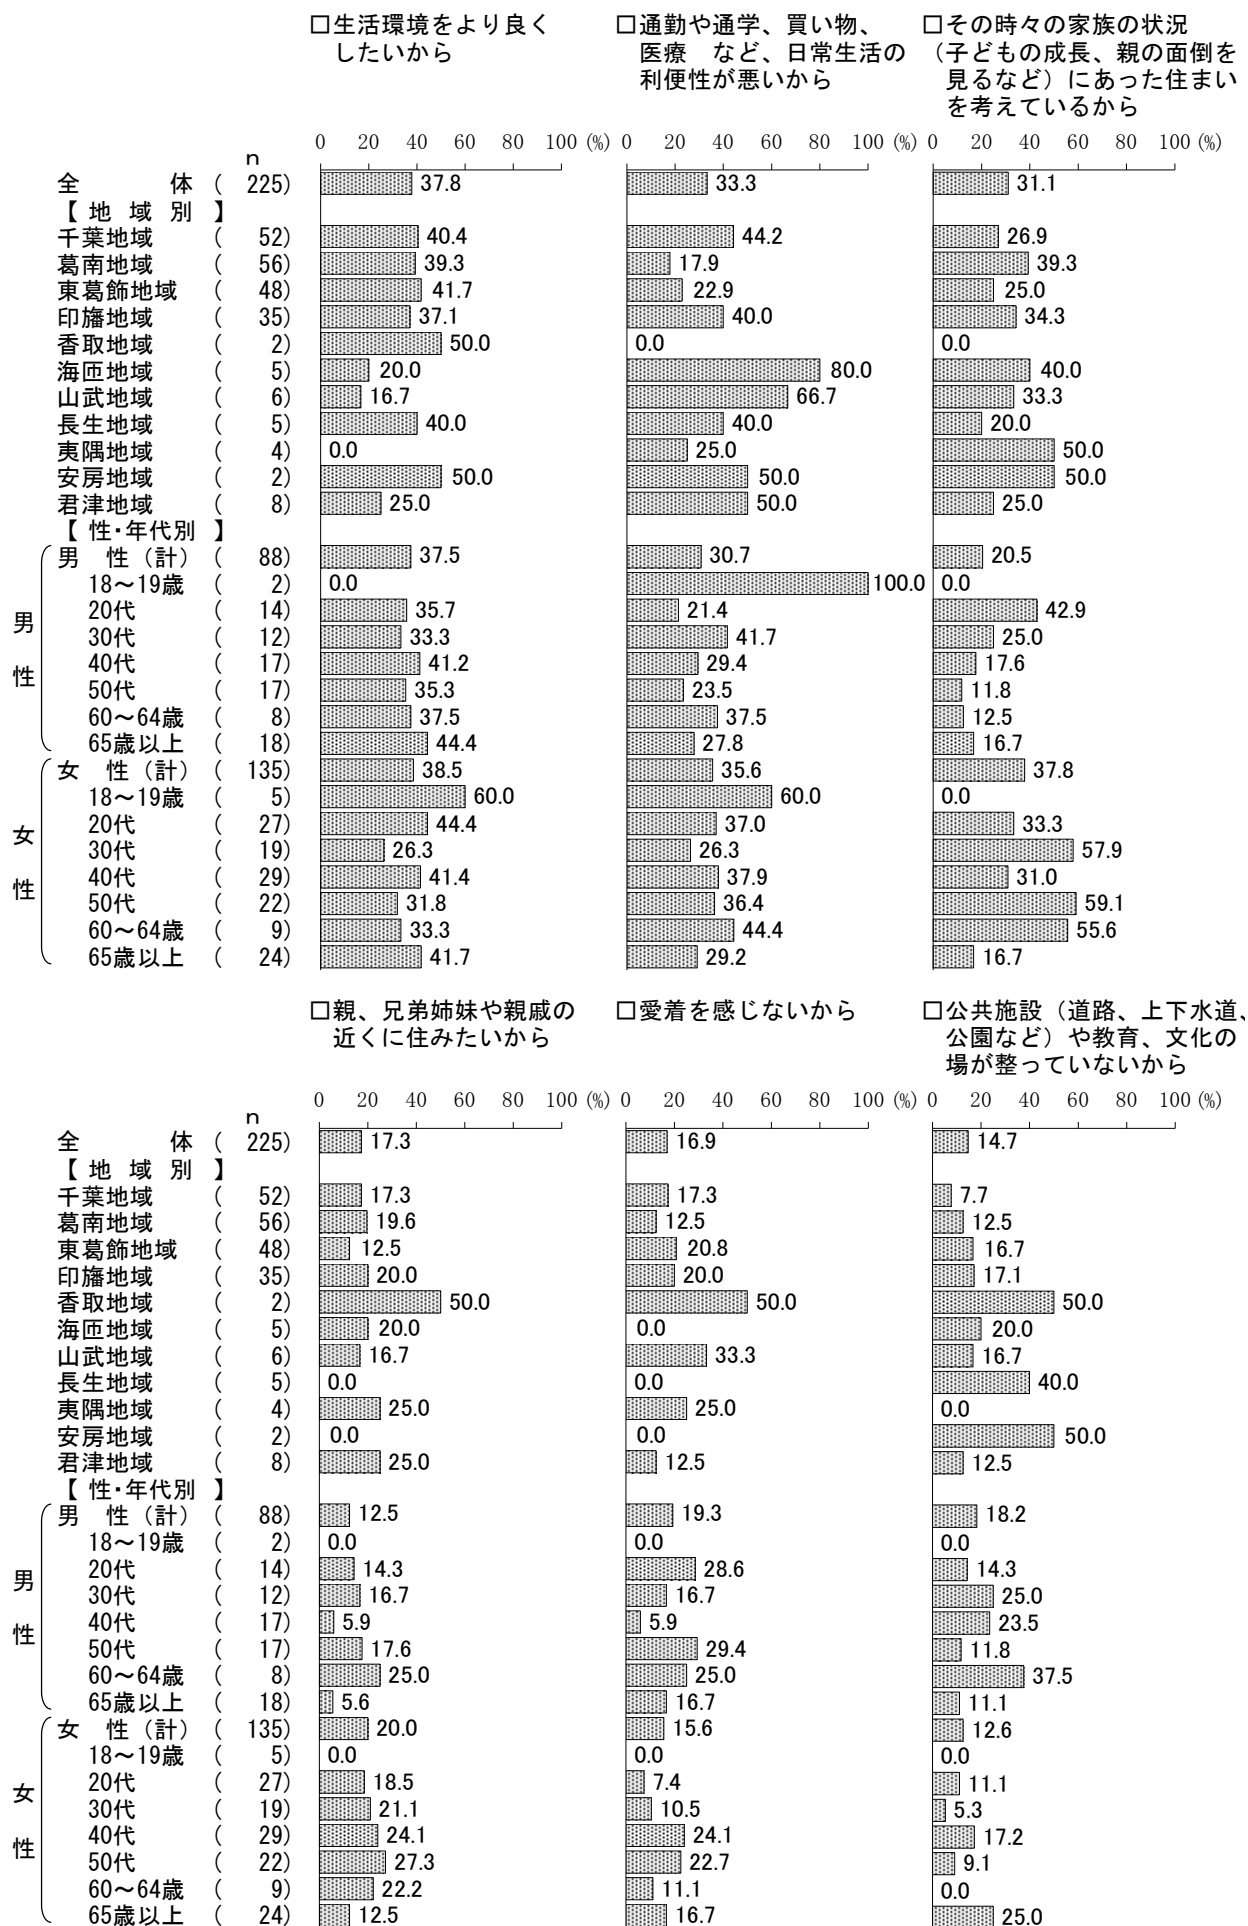 □生活環境をより良く
したいから
□通勤や通学、買い物、
医療　など、日常生活の
利便性が悪いから
□その時々の家族の状況
（子どもの成長、親の面倒を
見るなど）にあった住まい
を考えているから
n 0 20 40 60 80 100 (%) 0 20 40 60 80 100 (%) 0 20 40 60 80 100 (%)
全　体 ( 225) 37.8 33.3 31.1
【 地 域 別 】
千葉地域 ( 52) 40.4 44.2 26.9
葛南地域 ( 56) 39.3 17.9 39.3
東葛飾地域 ( 48) 41.7 22.9 25.0
印旛地域 ( 35) 37.1 40.0 34.3
香取地域 ( 2) 50.0 0.0 0.0
海匝地域 ( 5) 20.0 80.0 40.0
山武地域 ( 6) 16.7 66.7 33.3
長生地域 ( 5) 40.0 40.0 20.0
夷隅地域 ( 4) 0.0 25.0 50.0
安房地域 ( 2) 50.0 50.0 50.0
君津地域 ( 8) 25.0 50.0 25.0
【 性・年代別 】
男　性（計） ( 88) 37.5 30.7 20.5
18～19歳 ( 2) 0.0 100.0 0.0
男性
20代 ( 14) 35.7 21.4 42.9
30代 ( 12) 33.3 41.7 25.0
40代 ( 17) 41.2 29.4 17.6
50代 ( 17) 35.3 23.5 11.8
60～64歳 ( 8) 37.5 37.5 12.5
65歳以上 ( 18) 44.4 27.8 16.7
女　性（計） ( 135) 38.5 35.6 37.8
18～19歳 ( 5) 60.0 60.0 0.0
女性
20代 ( 27) 44.4 37.0 33.3
30代 ( 19) 26.3 26.3 57.9
40代 ( 29) 41.4 37.9 31.0
50代 ( 22) 31.8 36.4 59.1
60～64歳 ( 9) 33.3 44.4 55.6
65歳以上 ( 24) 41.7 29.2 16.7
□親、兄弟姉妹や親戚の
近くに住みたいから
□愛着を感じないから
□公共施設（道路、上下水道、
公園など）や教育、文化の
場が整っていないから
n 0 20 40 60 80 100 (%) 0 20 40 60 80 100 (%) 0 20 40 60 80 100 (%)
全　体 ( 225) 17.3 16.9 14.7
【 地 域 別 】
千葉地域 ( 52) 17.3 17.3 7.7
葛南地域 ( 56) 19.6 12.5 12.5
東葛飾地域 ( 48) 12.5 20.8 16.7
印旛地域 ( 35) 20.0 20.0 17.1
香取地域 ( 2) 50.0 50.0 50.0
海匝地域 ( 5) 20.0 0.0 20.0
山武地域 ( 6) 16.7 33.3 16.7
長生地域 ( 5) 0.0 0.0 40.0
夷隅地域 ( 4) 25.0 25.0 0.0
安房地域 ( 2) 0.0 0.0 50.0
君津地域 ( 8) 25.0 12.5 12.5
【 性・年代別 】
男　性（計） ( 88) 12.5 19.3 18.2
18～19歳 ( 2) 0.0 0.0 0.0
男性
20代 ( 14) 14.3 28.6 14.3
30代 ( 12) 16.7 16.7 25.0
40代 ( 17) 5.9 5.9 23.5
50代 ( 17) 17.6 29.4 11.8
60～64歳 ( 8) 25.0 25.0 37.5
65歳以上 ( 18) 5.6 16.7 11.1
女　性（計） ( 135) 20.0 15.6 12.6
18～19歳 ( 5) 0.0 0.0 0.0
女性
20代 ( 27) 18.5 7.4 11.1
30代 ( 19) 21.1 10.5 5.3
40代 ( 29) 24.1 24.1 17.2
50代 ( 22) 27.3 22.7 9.1
60～64歳 ( 9) 22.2 11.1 0.0
65歳以上 ( 24) 12.5 16.7 25.0